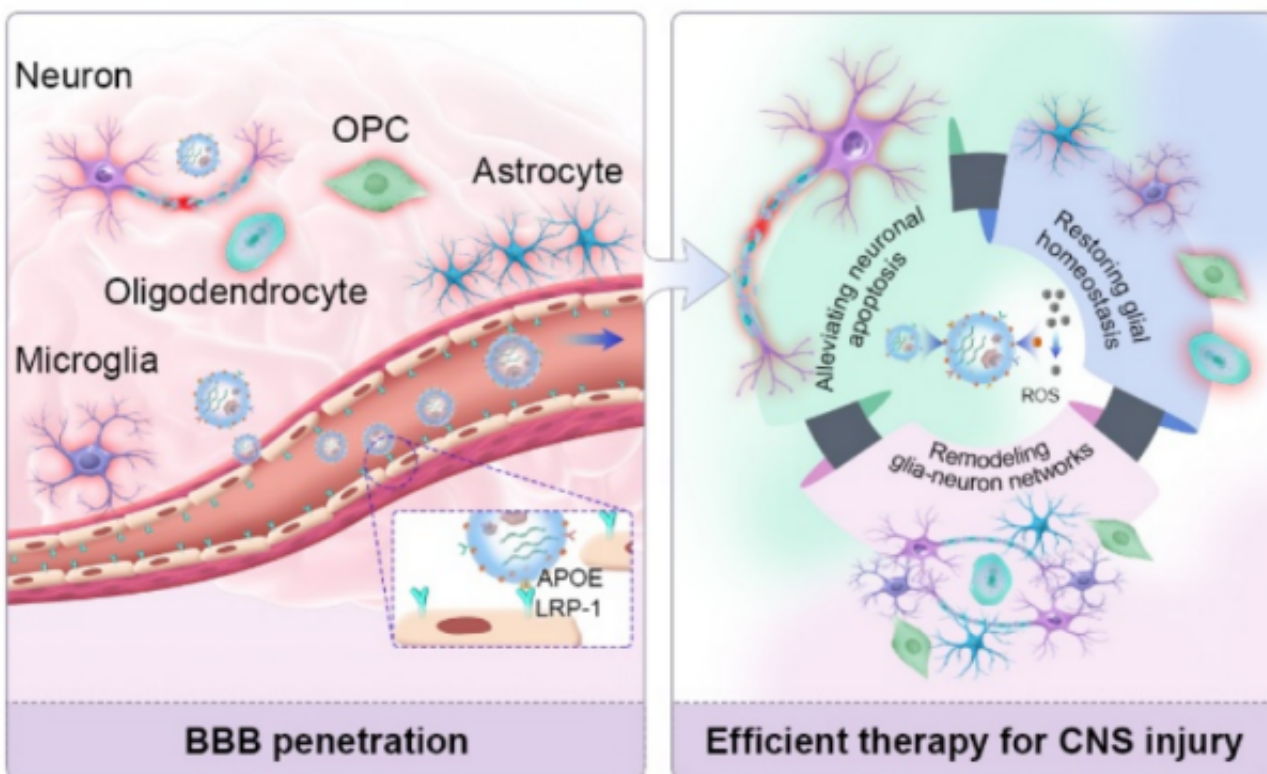 Neuron
OPC
Astrocyte
Oligodendrocyte
Microglia
APOE
LRP-1
BBB penetration
Alleviating neuronal
apoptosis
Restoring glial
homeostasis
ROS
Remodeling
glia-neuron networks
Efficient therapy for CNS injury